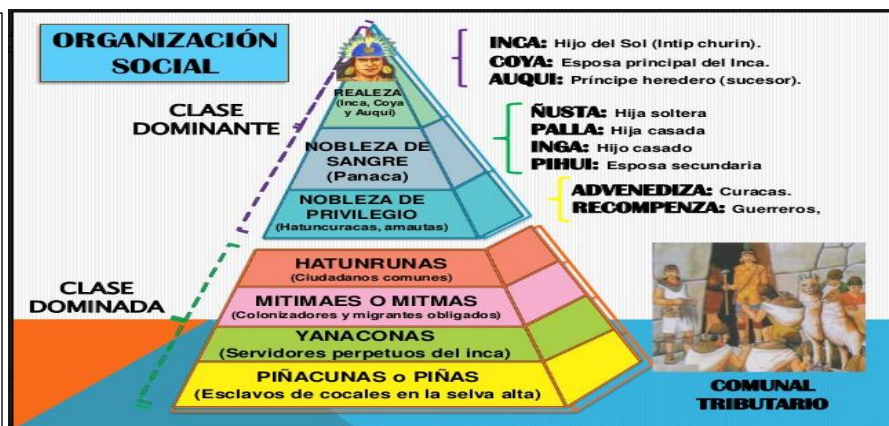 ORGANIZACIÓN
SOCIAL
CLASE
DOMINANTE
CLASE
DOMINADA
REALEZA
(Inca, Coya
y Auqui)
NOBLEZA DE
SANGRE
(Panaca)
NOBLEZA DE
PRIVILEGIO
(Hatuncuracas, amautas)
HATUNRUNAS
(Ciudadanos comunes)
MITIMAES O MITMAS
(Colonizadores y migrantes obligados)
YANACONAS
(Servidores perpetuos del inca)
PIÑACUNAS o PIÑAS
(Esclavos de cocales en la selva alta)
INCA: Hijo del Sol (Intip churin).
COYA: Esposa principal del Inca.
AUQUI: Príncipe heredero (sucesor).
ÑUSTA: Hija soltera
PALLA: Hija casada
INGA: Hijo casado
PIHUI: Esposa secundaria
ADVENEDIZA: Curacas.
RECOMPENZA: Guerreros,
COMUNAL
TRIBUTARIO